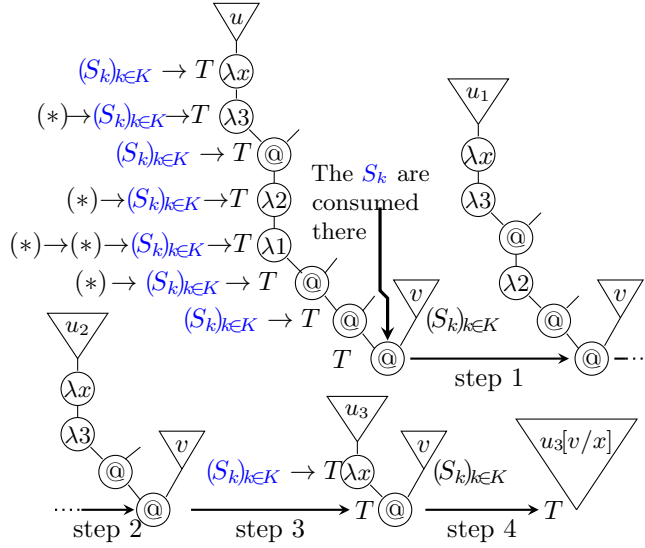 u
(S_k)_{k∈K} → T λx
(*)→(S_k)_{k∈K}→T λ3
(S_k)_{k∈K} → T @
(*)→(S_k)_{k∈K}→T λ2
(*)→(*)→(S_k)_{k∈K}→T λ1
(*)→ (S_k)_{k∈K} → T @
(S_k)_{k∈K} → T @
T @
v
(S_k)_{k∈K}
The S_k are
consumed
there
step 1
u_1
λx
λ3
@
λ2
@
v
@
....
u_2
λx
λ3
@
v
@
....
step 2
step 3
u_3
(S_k)_{k∈K} → T λx
v
(S_k)_{k∈K}
T @
step 4
u_3[v/x]
T